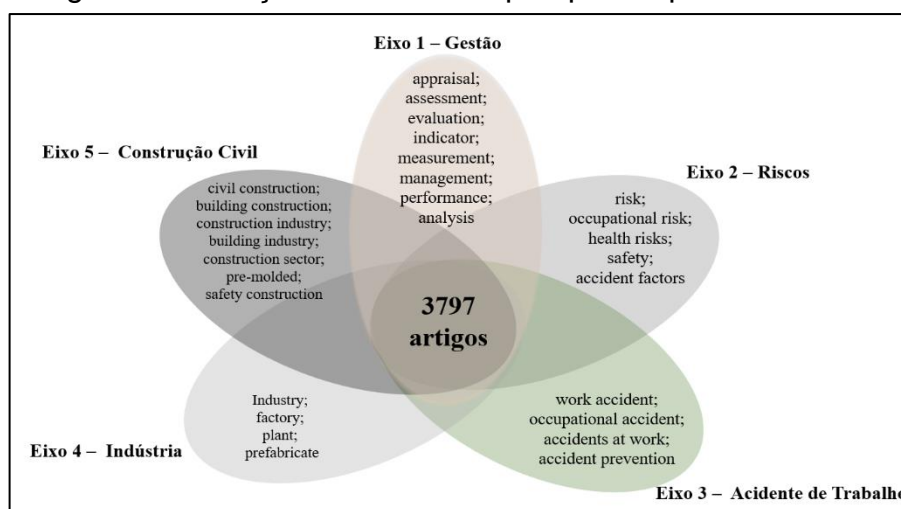 Eixo 1 – Gestão
appraisal;
assessment;
evaluation;
indicator;
measurement;
management;
performance;
analysis
Eixo 5 – Construção Civil
civil construction;
building construction;
construction industry;
building industry;
construction sector;
pre-molded;
safety construction
Eixo 2 – Riscos
risk;
occupational risk;
health risks;
safety;
accident factors
3797
artigos
Industry;
factory;
plant;
prefabricate
Eixo 4 – Indústria
work accident;
occupational accident;
accidents at work;
accident prevention
Eixo 3 – Acidente de Trabalho